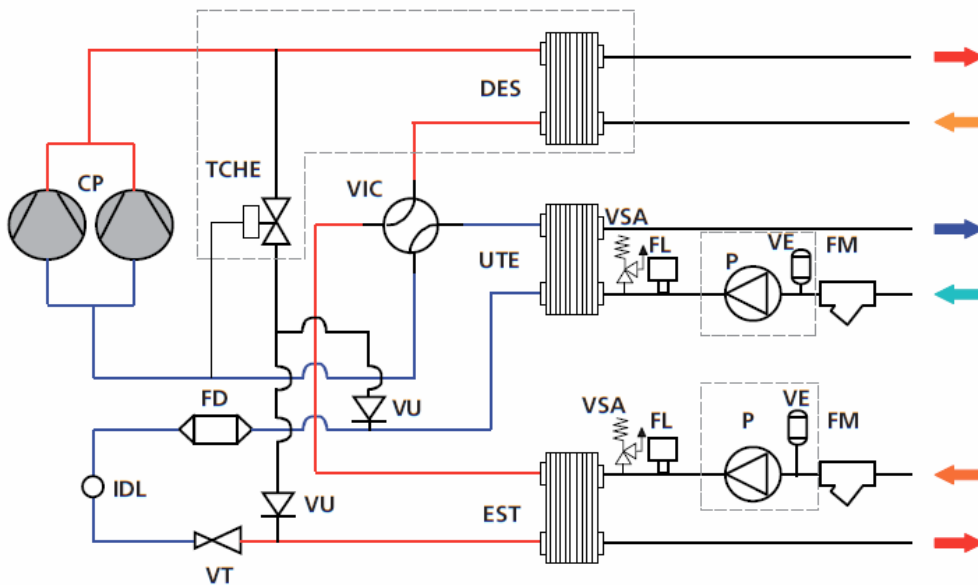 DES
CP
TCHE
VIC
VSA
FL
P
VE
FM
UTE
FD
VU
VSA
FL
P
VE
FM
IDL
VU
EST
VT